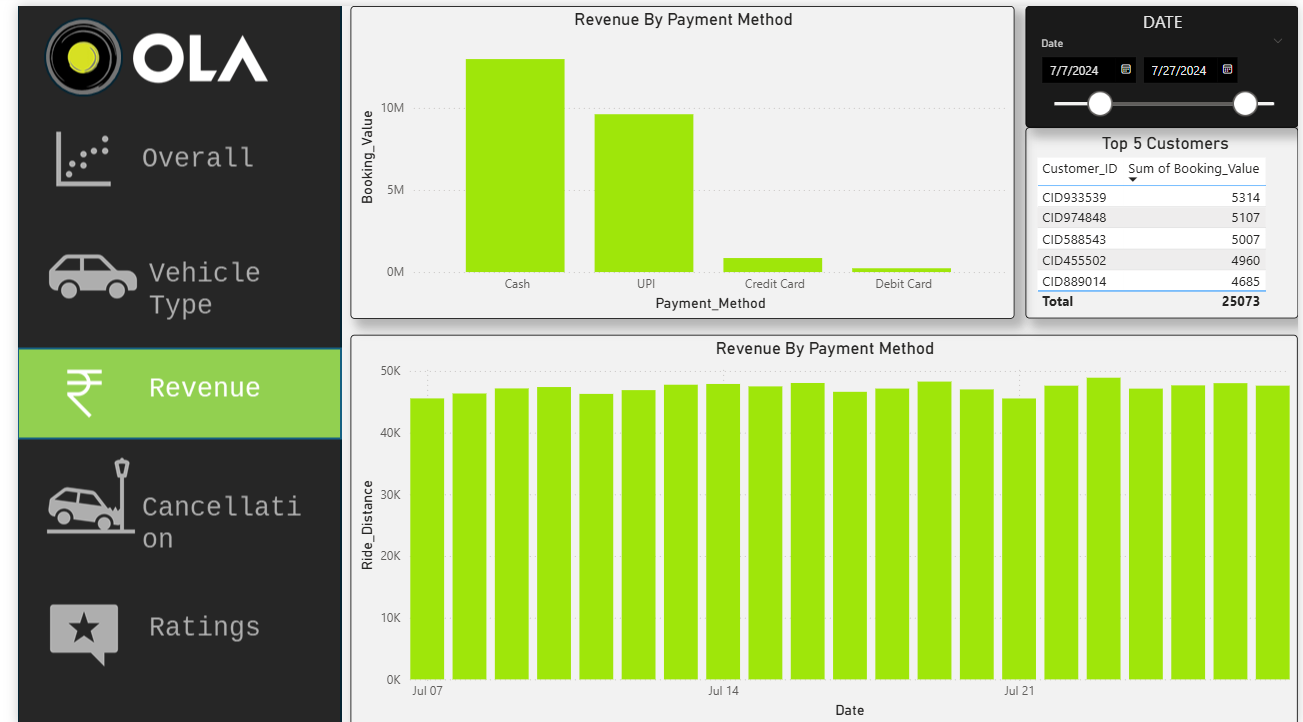 OLA
Overall
Vehicle
Type
Revenue
Cancellati
on
Ratings
Revenue By Payment Method
Booking_Value
10M
5M
0M
Cash UPI Credit Card Debit Card
Payment_Method
DATE
Date
7/7/2024 7/27/2024
Top 5 Customers
Customer_ID Sum of Booking_Value
CID933539 5314
CID974848 5107
CID588543 5007
CID455502 4960
CID889014 4685
Total 25073
Revenue By Payment Method
Ride_Distance
50K
40K
30K
20K
10K
0K
Jul 07 Jul 14 Jul 21
Date